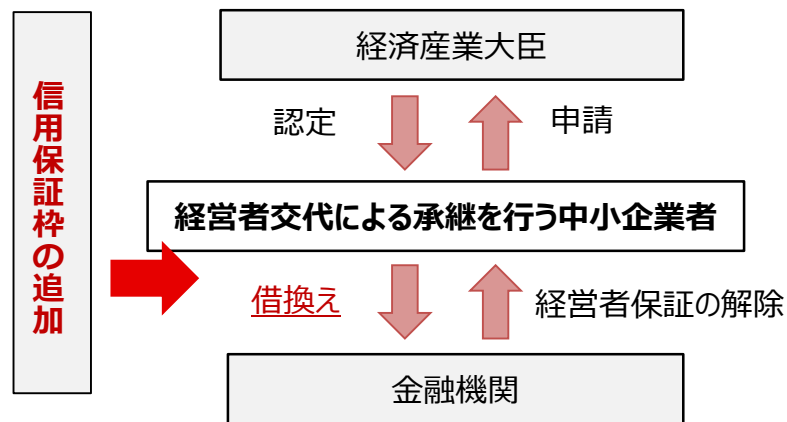 経済産業大臣
信用保証枠の追加
認定
申請
経営者交代による承継を行う中小企業者
借換え
経営者保証の解除
金融機関